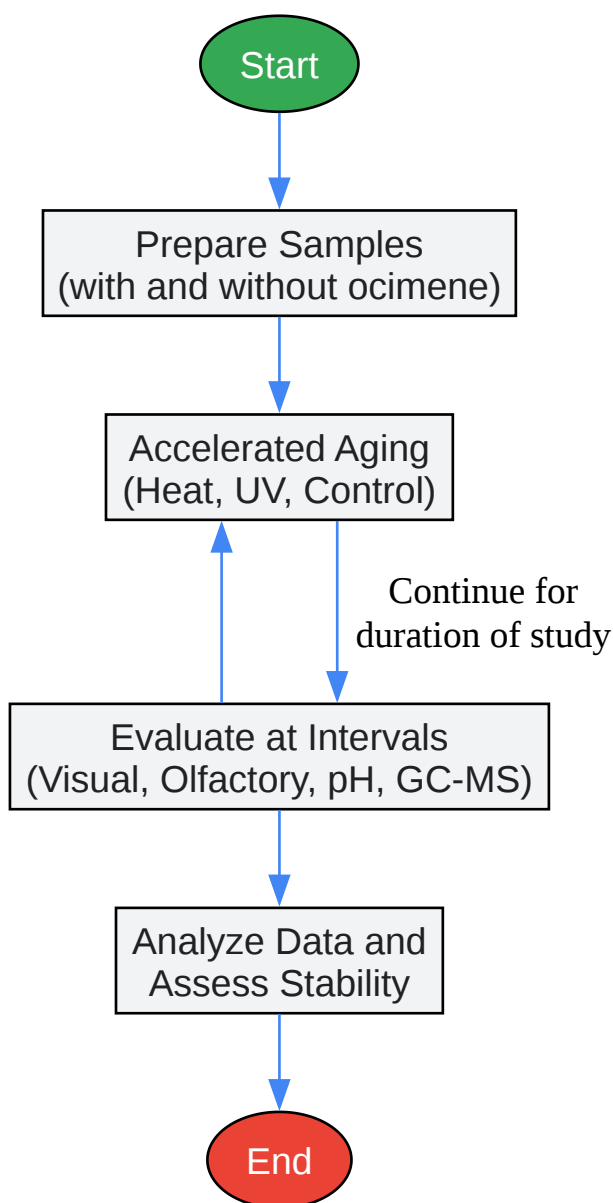 Start
Prepare Samples
(with and without ocimene)
Accelerated Aging
(Heat, UV, Control)
Continue for
duration of study
Evaluate at Intervals
(Visual, Olfactory, pH, GC-MS)
Analyze Data and
Assess Stability
End